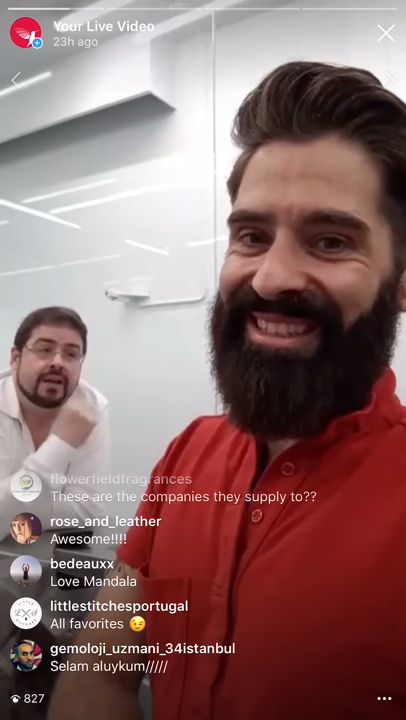 Your Live Video
23h ago
flowerfieldfragrances
These are the companies they supply to??
rose_and_leather
Awesome!!!!
bedeauxx
Love Mandala
littlestitchesportugal
All favorites 😉
gemoloji_uzmani_34istanbul
Selam aluykum/////
827